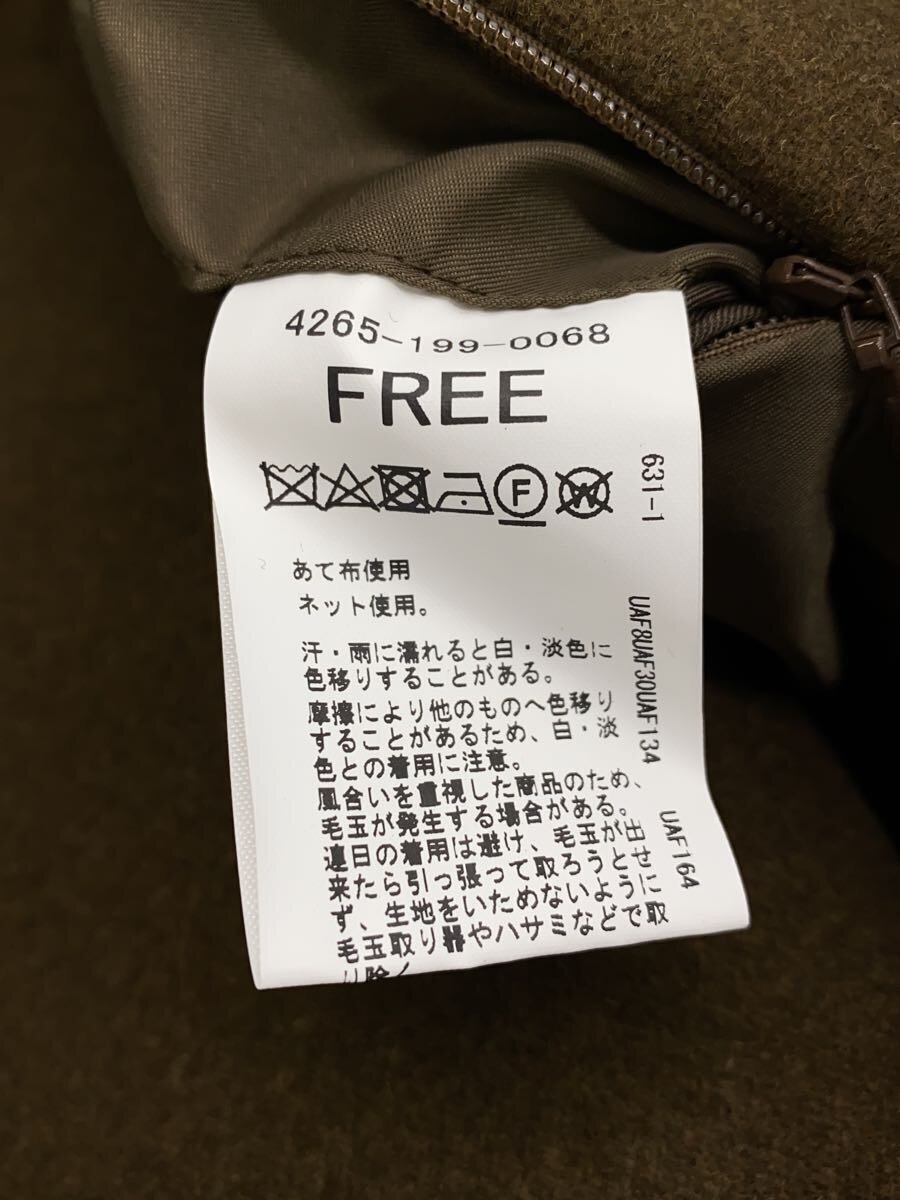 4265-199-0068
FREE
F
W
631-1
あて布使用
ネット使用。
汗・雨に濡れると白・淡色に
色移りすることがある。
摩擦により他のものへ色移り
することがあるため、白・淡
色との着用に注意。
風合いを重視した商品のため、
毛玉が発生する場合がある。
連日の着用は避け、毛玉が出
来たら引っ張って取ろうとせ
ず、生地をいためないように
毛玉取り器やハサミなどで取
り除
UAF8UAF30UAF134
UAF164